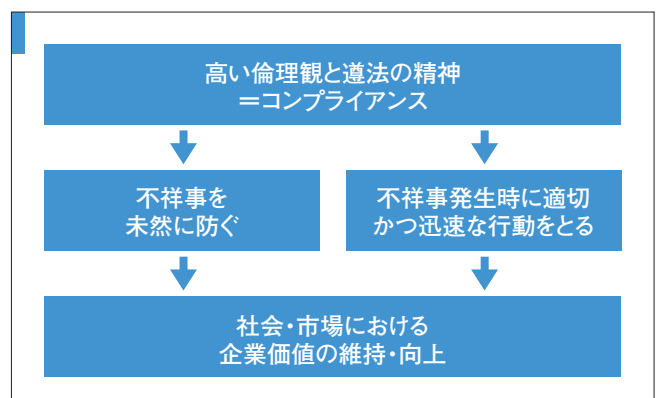 高い倫理観と遵法の精神
＝コンプライアンス
不祥事を
未然に防ぐ
不祥事発生時に適切
かつ迅速な行動をとる
社会・市場における
企業価値の維持・向上